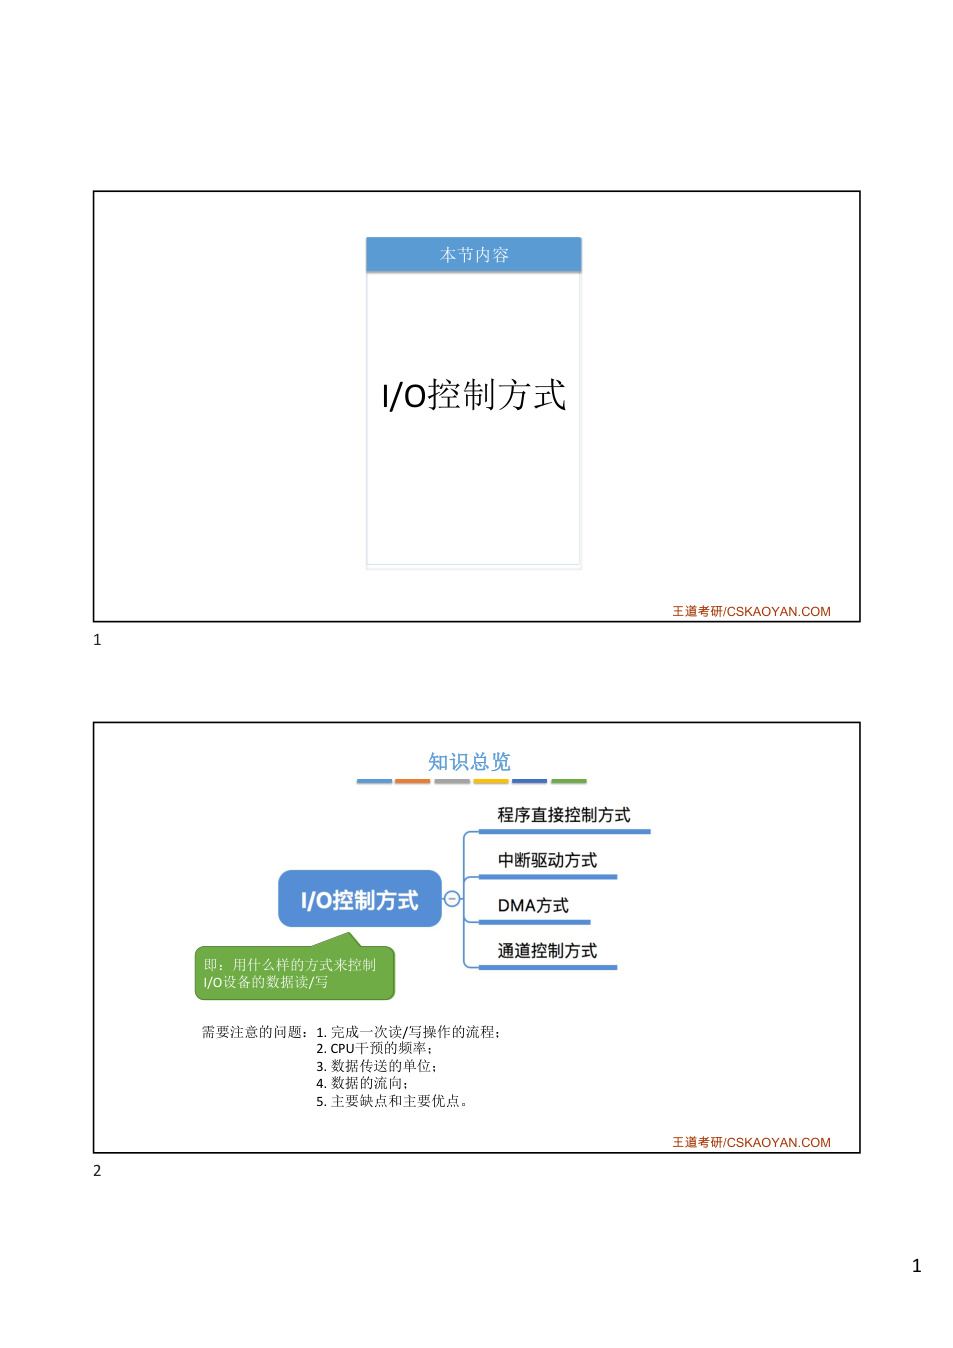 本节内容
I/O控制方式
王道考研/CSKAOYAN.COM
1
知识总览
程序直接控制方式
中断驱动方式
I/O控制方式
DMA方式
通道控制方式
即：用什么样的方式来控制
I/O设备的数据读/写
需要注意的问题：1. 完成一次读/写操作的流程；
2. CPU干预的频率；
3. 数据传送的单位；
4. 数据的流向；
5. 主要缺点和主要优点。
王道考研/CSKAOYAN.COM
2
1